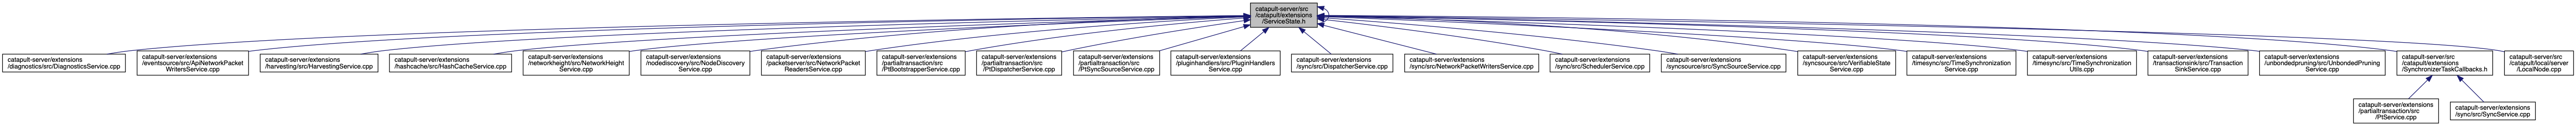 catapult-server/src
/catapult/extensions
/ServiceState.h
catapult-server/extensions
/diagnostics/src/DiagnosticsService.cpp
catapult-server/extensions
/eventsource/src/ApiNetworkPacket
WritersService.cpp
catapult-server/extensions
/harvesting/src/HarvestingService.cpp
catapult-server/extensions
/hashcache/src/HashCacheService.cpp
catapult-server/extensions
/networkheight/src/NetworkHeight
Service.cpp
catapult-server/extensions
/nodediscovery/src/NodeDiscovery
Service.cpp
catapult-server/extensions
/packetserver/src/NetworkPacket
ReadersService.cpp
catapult-server/extensions
/partialtransaction/src
/PtBootstrapperService.cpp
catapult-server/extensions
/partialtransaction/src
/PtDispatcherService.cpp
catapult-server/extensions
/partialtransaction/src
/PtSyncSourceService.cpp
catapult-server/extensions
/pluginhandlers/src/PluginHandlers
Service.cpp
catapult-server/extensions
/sync/src/DispatcherService.cpp
catapult-server/extensions
/sync/src/NetworkPacketWritersService.cpp
catapult-server/extensions
/sync/src/SchedulerService.cpp
catapult-server/extensions
/syncsource/src/SyncSourceService.cpp
catapult-server/extensions
/syncsource/src/VerifiableState
Service.cpp
catapult-server/extensions
/timesync/src/TimeSynchronization
Service.cpp
catapult-server/extensions
/timesync/src/TimeSynchronization
Utils.cpp
catapult-server/extensions
/transactionsink/src/Transaction
SinkService.cpp
catapult-server/extensions
/unbondedpruning/src/UnbondedPruning
Service.cpp
catapult-server/src
/catapult/extensions
/SynchronizerTaskCallbacks.h
catapult-server/src
/catapult/local/server
/LocalNode.cpp
catapult-server/extensions
/partialtransaction/src
/PtService.cpp
catapult-server/extensions
/sync/src/SyncService.cpp